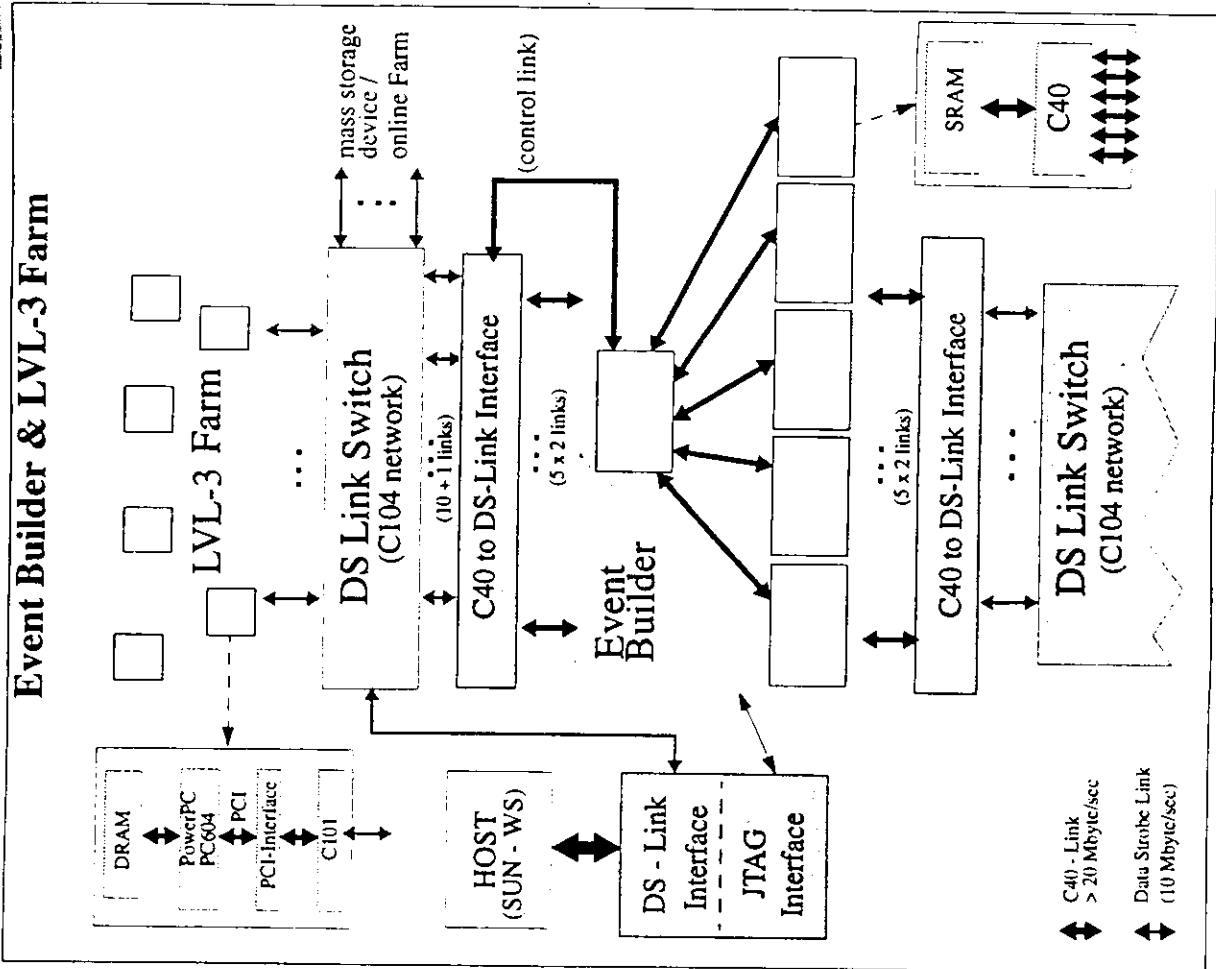 Event Builder & LVL-3 Farm
DRAM
PowerPC
PC604
PCI
PCI-Interface
C101
LVL-3 Farm
...
DS Link Switch
(C104 network)
mass storage
device /
online Farm
...
...
(10 + 1 links)
C40 to DS-Link Interface
(control link)
...
(5 x 2 links)
HOST
(SUN - WS)
DS - Link
Interface
JTAG
Interface
Event
Builder
...
(5 x 2 links)
C40 to DS-Link Interface
...
DS Link Switch
(C104 network)
SRAM
C40
C40 - Link
> 20 Mbyte/sec
Data Strobe Link
(10 Mbyte/sec)